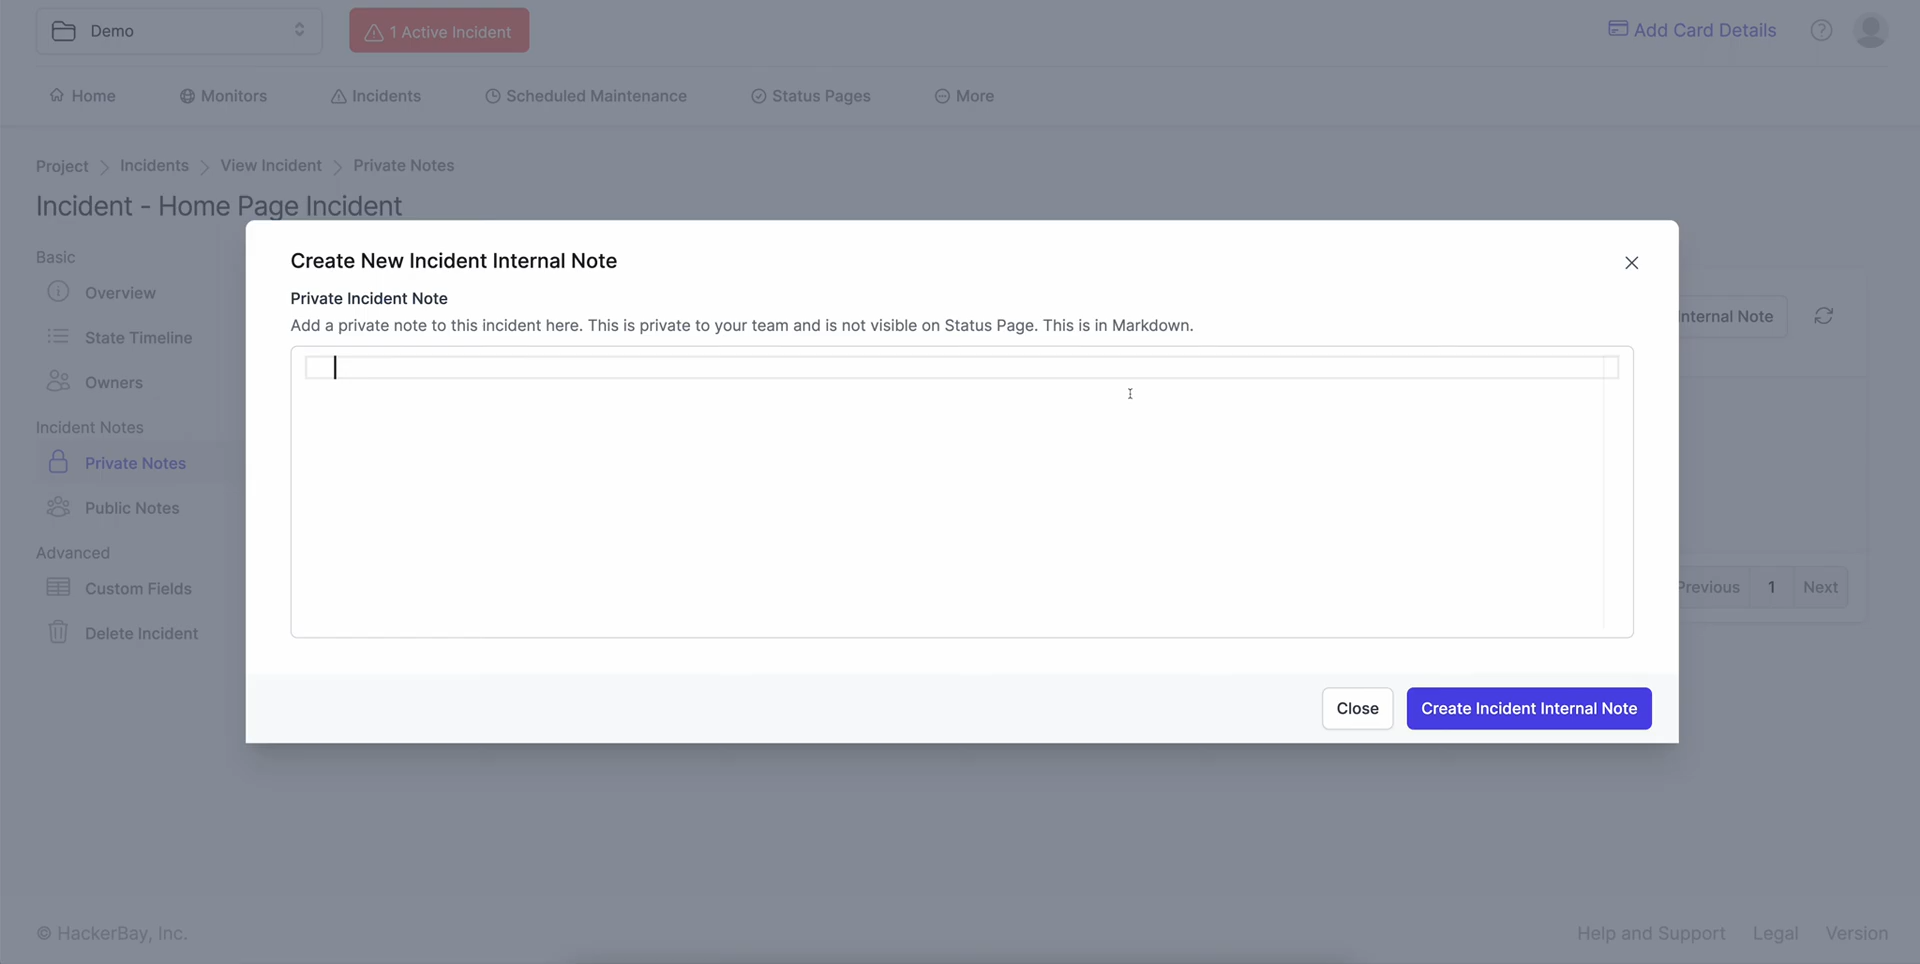 Demo
1 Active Incident
Add Card Details
Home
Monitors
Incidents
Scheduled Maintenance
Status Pages
More
Project
Incidents
View Incident
Private Notes
Incident - Home Page Incident
Basic
Overview
State Timeline
Owners
Incident Notes
Private Notes
Public Notes
Advanced
Custom Fields
Delete Incident
Create New Incident Internal Note
Private Incident Note
Add a private note to this incident here. This is private to your team and is not visible on Status Page. This is in Markdown.
Close
Create Incident Internal Note
Internal Note
Previous
1
Next
© HackerBay, Inc.
Help and Support
Legal
Version